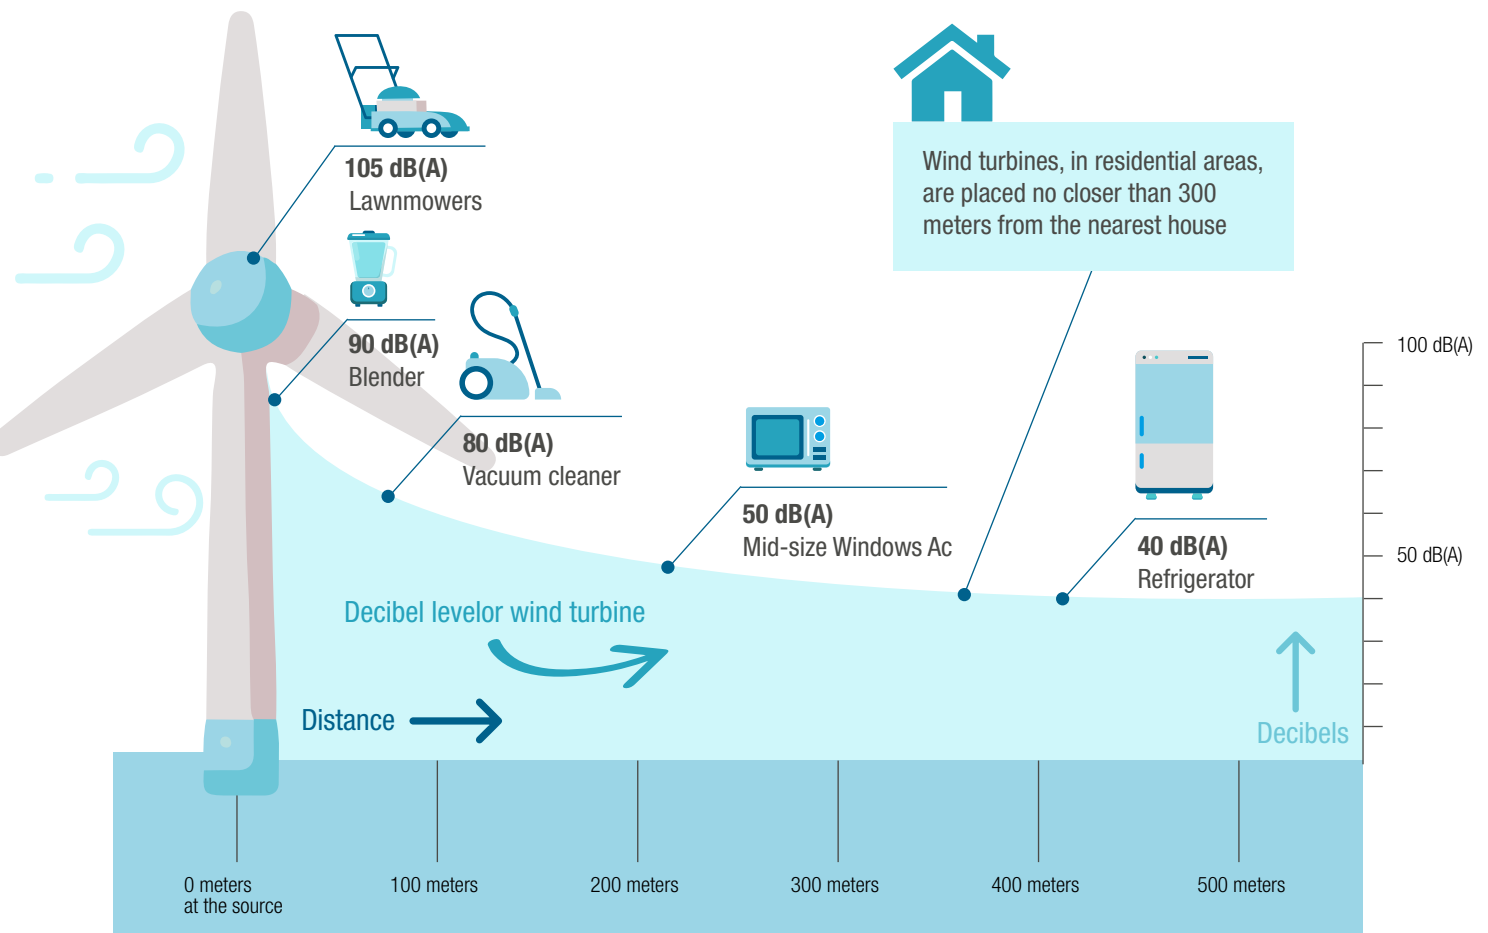 105 dB(A)
Lawnmowers
90 dB(A)
Blender
80 dB(A)
Vacuum cleaner
50 dB(A)
Mid-size Windows Ac
Wind turbines, in residential areas,
are placed no closer than 300
meters from the nearest house
40 dB(A)
Refrigerator
100 dB(A)
50 dB(A)
Decibel levelor wind turbine
Distance
Decibels
0 meters
at the source
100 meters
200 meters
300 meters
400 meters
500 meters